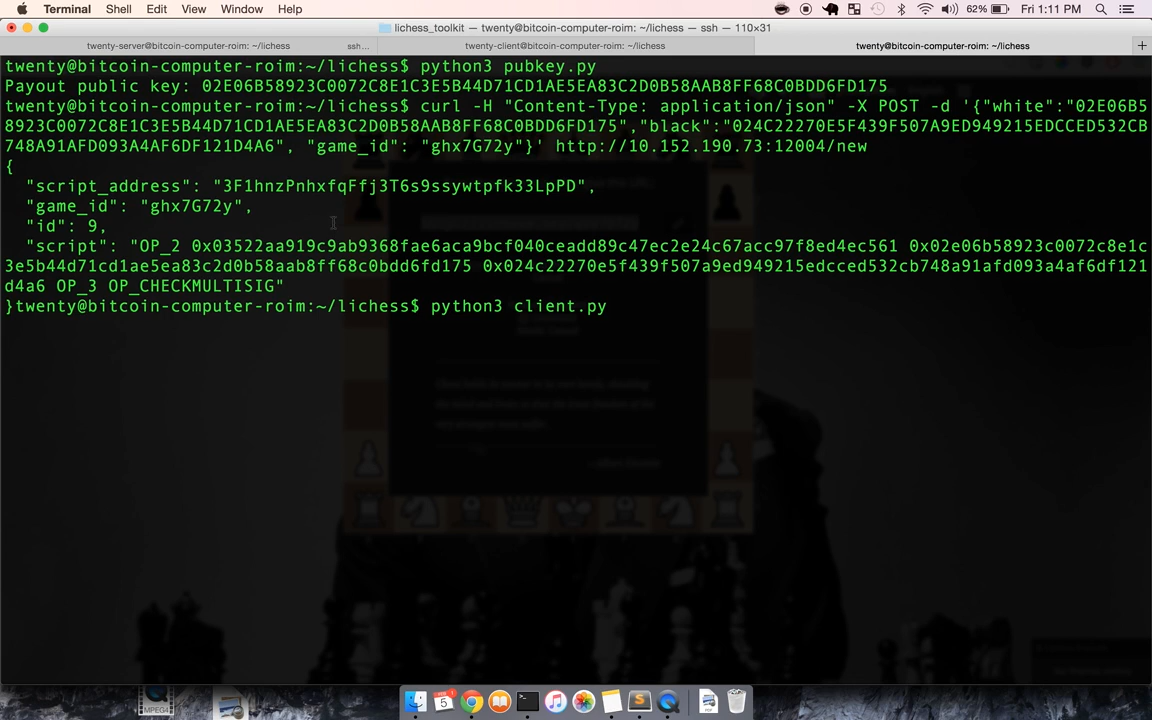 Terminal Shell Edit View Window Help 62% Fri 1:11 PM
lichess_toolkit — twenty@bitcoin-computer-roim: ~/lichess — ssh — 110×31
twenty-server@bitcoin-computer-roim: ~/lichess ssh... twenty-client@bitcoin-computer-roim: ~/lichess twenty@bitcoin-computer-roim: ~/lichess +
twenty@bitcoin-computer-roim:~/lichess$ python3 pubkey.py
Payout public key: 02E06B58923C0072C8E1C3E5B44D71CD1AE5EA83C2D0B58AAB8FF68C0BDD6FD175
twenty@bitcoin-computer-roim:~/lichess$ curl -H "Content-Type: application/json" -X POST -d '{"white":"02E06B5
8923C0072C8E1C3E5B44D71CD1AE5EA83C2D0B58AAB8FF68C0BDD6FD175","black":"024C22270E5F439F507A9ED949215EDCCED532CB
748A91AFD093A4AF6DF121D4A6", "game_id": "ghx7G72y"}' http://10.152.190.73:12004/new
{
"script_address": "3F1hnzPnhxfqFfj3T6s9ssywtpfk33LpPD",
"game_id": "ghx7G72y",
"id": 9,
"script": "OP_2 0x03522aa919c9ab9368fae6aca9bcf040ceadd89c47ec2e24c67acc97f8ed4ec561 0x02e06b58923c0072c8e1c
3e5b44d71cd1ae5ea83c2d0b58aab8ff68c0bdd6fd175 0x024c22270e5f439f507a9ed949215edcced532cb748a91afd093a4af6df121
d4a6 OP_3 OP_CHECKMULTISIG"
}twenty@bitcoin-computer-roim:~/lichess$ python3 client.py
MPEG4
5
PDF